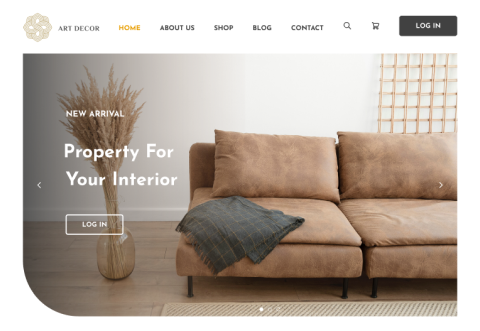 ART DECOR
HOME
ABOUT US
SHOP
BLOG
CONTACT
LOG IN
NEW ARRIVAL
Property For
Your Interior
LOG IN